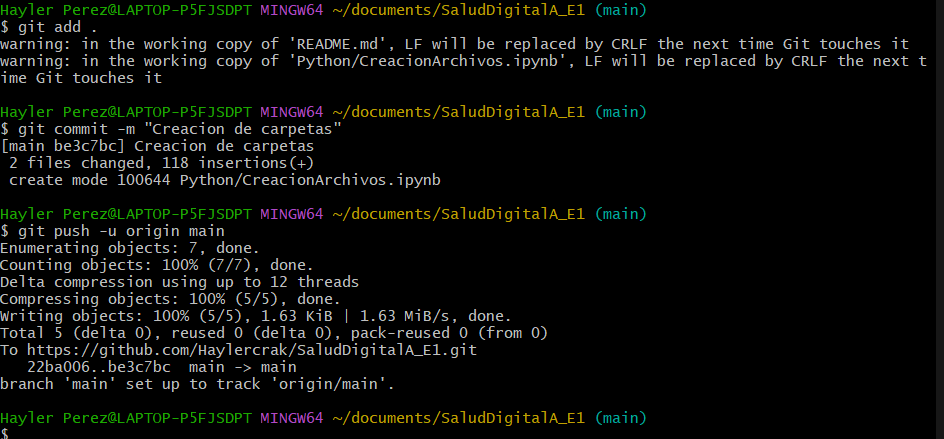 Hayler Perez@LAPTOP-P5FJSDPT MINGW64 ~/documents/SaludDigitalA_E1 (main)
$ git add .
warning: in the working copy of 'README.md', LF will be replaced by CRLF the next time Git touches it
warning: in the working copy of 'Python/CreacionArchivos.ipynb', LF will be replaced by CRLF the next t
ime Git touches it
Hayler Perez@LAPTOP-P5FJSDPT MINGW64 ~/documents/SaludDigitalA_E1 (main)
$ git commit -m "Creacion de carpetas"
[main be3c7bc] Creacion de carpetas
 2 files changed, 118 insertions(+)
 create mode 100644 Python/CreacionArchivos.ipynb
Hayler Perez@LAPTOP-P5FJSDPT MINGW64 ~/documents/SaludDigitalA_E1 (main)
$ git push -u origin main
Enumerating objects: 7, done.
Counting objects: 100% (7/7), done.
Delta compression using up to 12 threads
Compressing objects: 100% (5/5), done.
Writing objects: 100% (5/5), 1.63 KiB | 1.63 MiB/s, done.
Total 5 (delta 0), reused 0 (delta 0), pack-reused 0 (from 0)
To https://github.com/Haylercrak/SaludDigitalA_E1.git
   22ba006..be3c7bc  main -> main
branch 'main' set up to track 'origin/main'.
Hayler Perez@LAPTOP-P5FJSDPT MINGW64 ~/documents/SaludDigitalA_E1 (main)
$